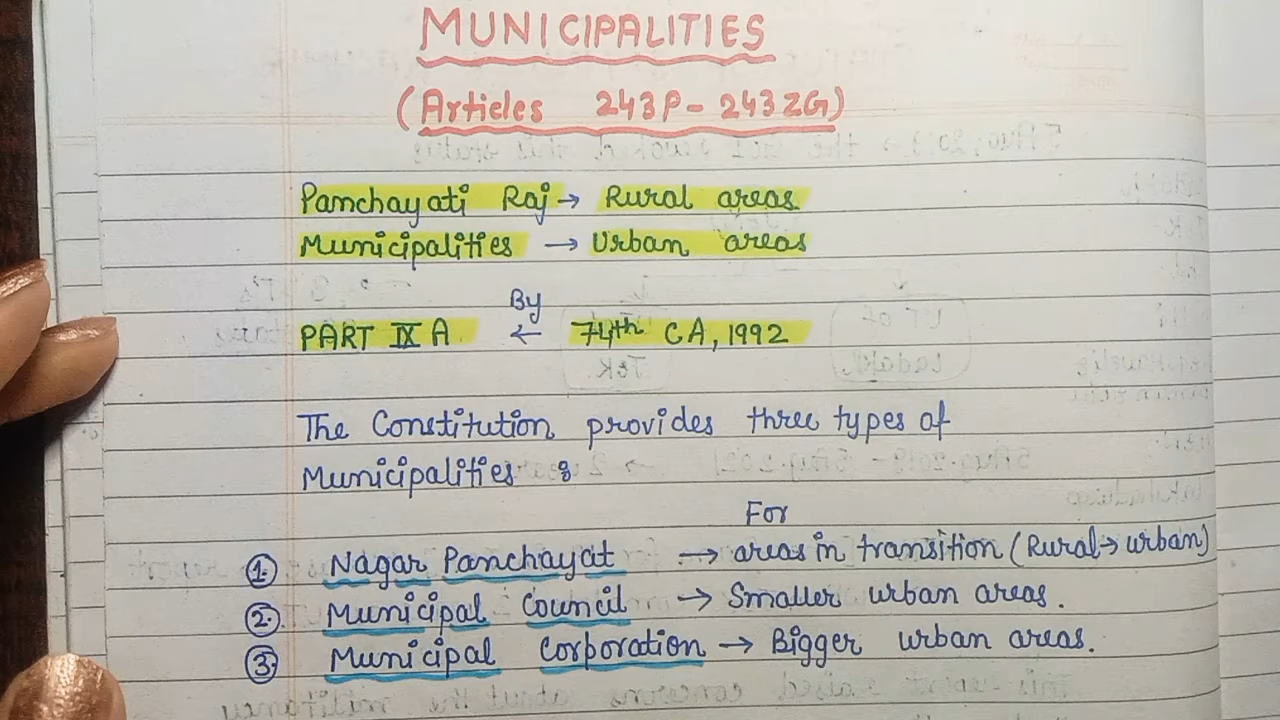 MUNICIPALITIES
(Articles 243P - 243ZG)
Panchayati Raj → Rural areas
Municipalities → Urban areas
By
PART IX A ← 74th CA, 1992
The Constitution provides three types of
Municipalities :
For
1. Nagar Panchayat → areas in transition (Rural → urban)
2. Municipal Council → Smaller urban areas.
3. Municipal Corporation → Bigger urban areas.